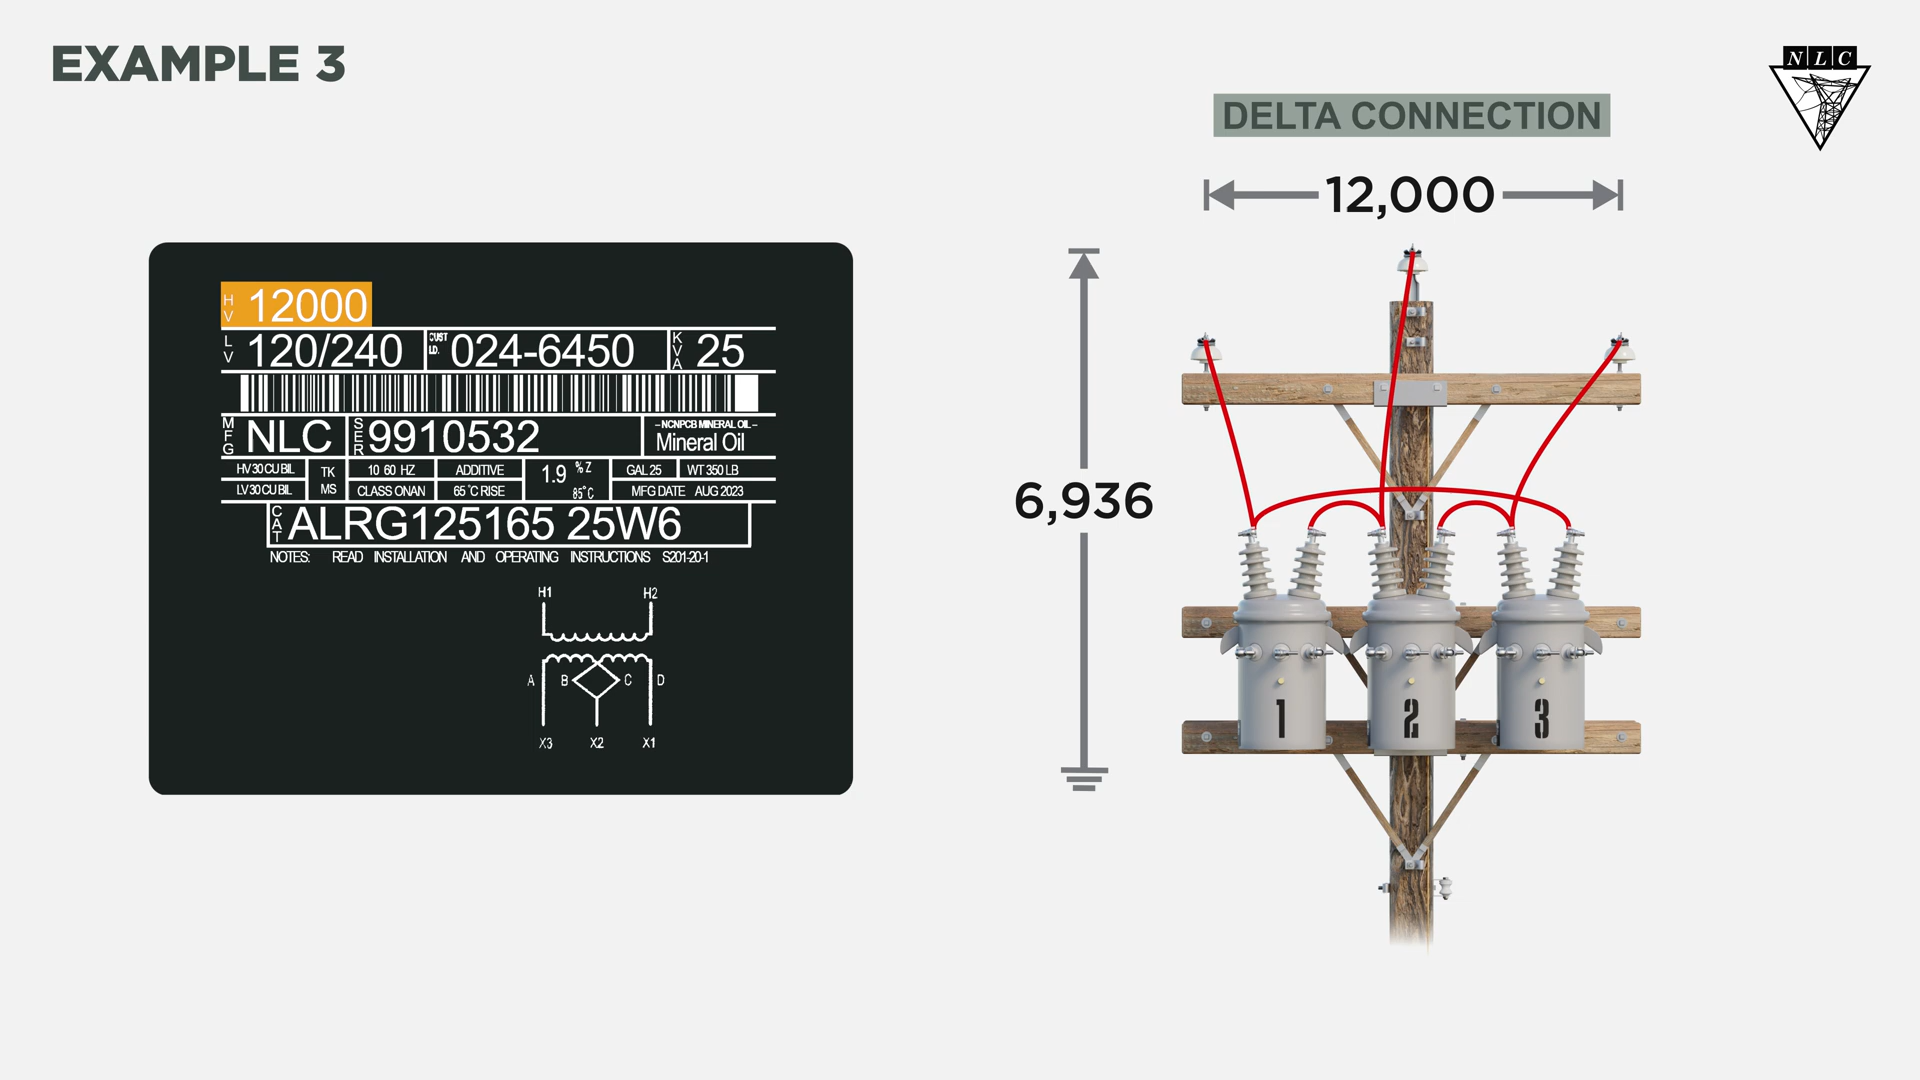 EXAMPLE 3
NLC
DELTA CONNECTION
12,000
6,936
HV 12000
LV 120/240 CUST I.D. 024-6450 KVA 25
MFG NLC SER 9910532 – NCNPCB MINERAL OIL – Mineral Oil
HV 30 CU BIL TK 10 60 HZ ADDITIVE 1.9 %Z GAL 25 WT 350 LB
LV 30 CU BIL MS CLASS ONAN 65 °C RISE 85°C MFG DATE AUG 2023
CAT ALRG125165 25W6
NOTES: READ INSTALLATION AND OPERATING INSTRUCTIONS S201-20-1
H1 H2
A B C D
X3 X2 X1
1 2 3